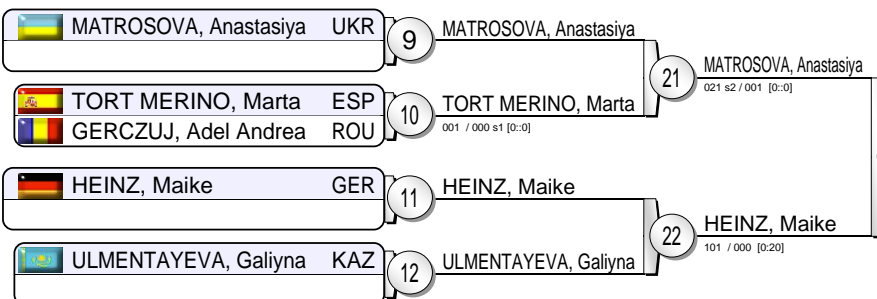 MATROSOVA, Anastasiya UKR
9
MATROSOVA, Anastasiya
21
MATROSOVA, Anastasiya
021 s2 / 001 [0::0]
TORT MERINO, Marta ESP
GERCZUJ, Adel Andrea ROU
10
TORT MERINO, Marta
001 / 000 s1 [0::0]
HEINZ, Maike GER
11
HEINZ, Maike
22
HEINZ, Maike
101 / 000 [0:20]
ULMENTAYEVA, Galiyna KAZ
12
ULMENTAYEVA, Galiyna